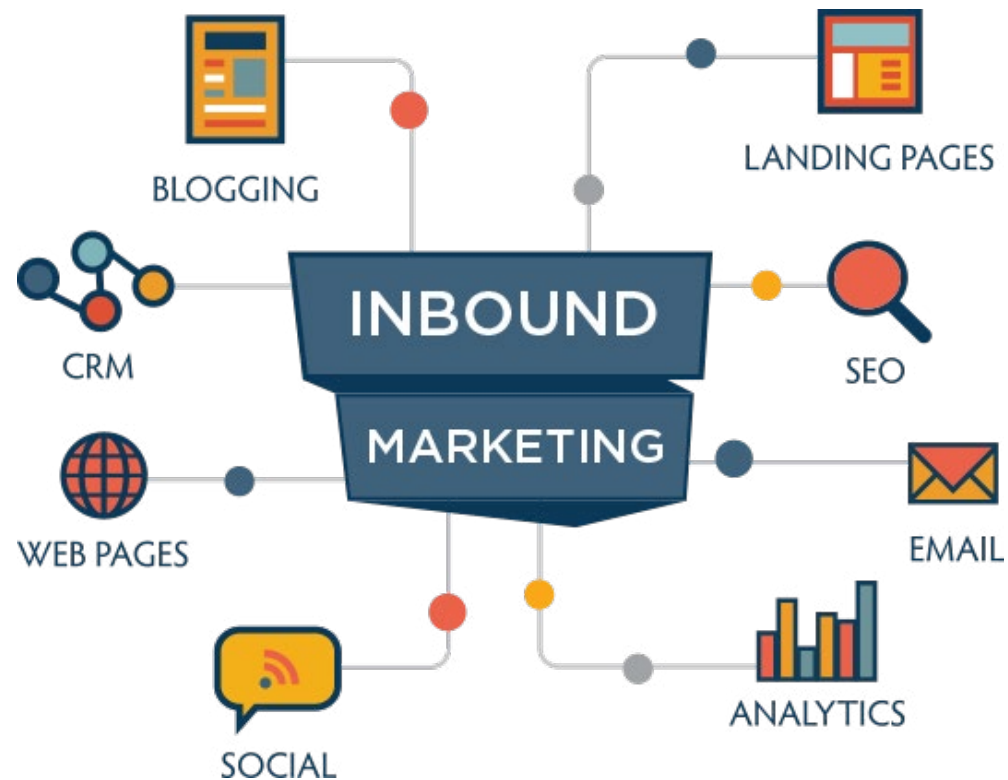 BLOGGING
LANDING PAGES
INBOUND
MARKETING
CRM
SEO
WEB PAGES
EMAIL
SOCIAL
ANALYTICS